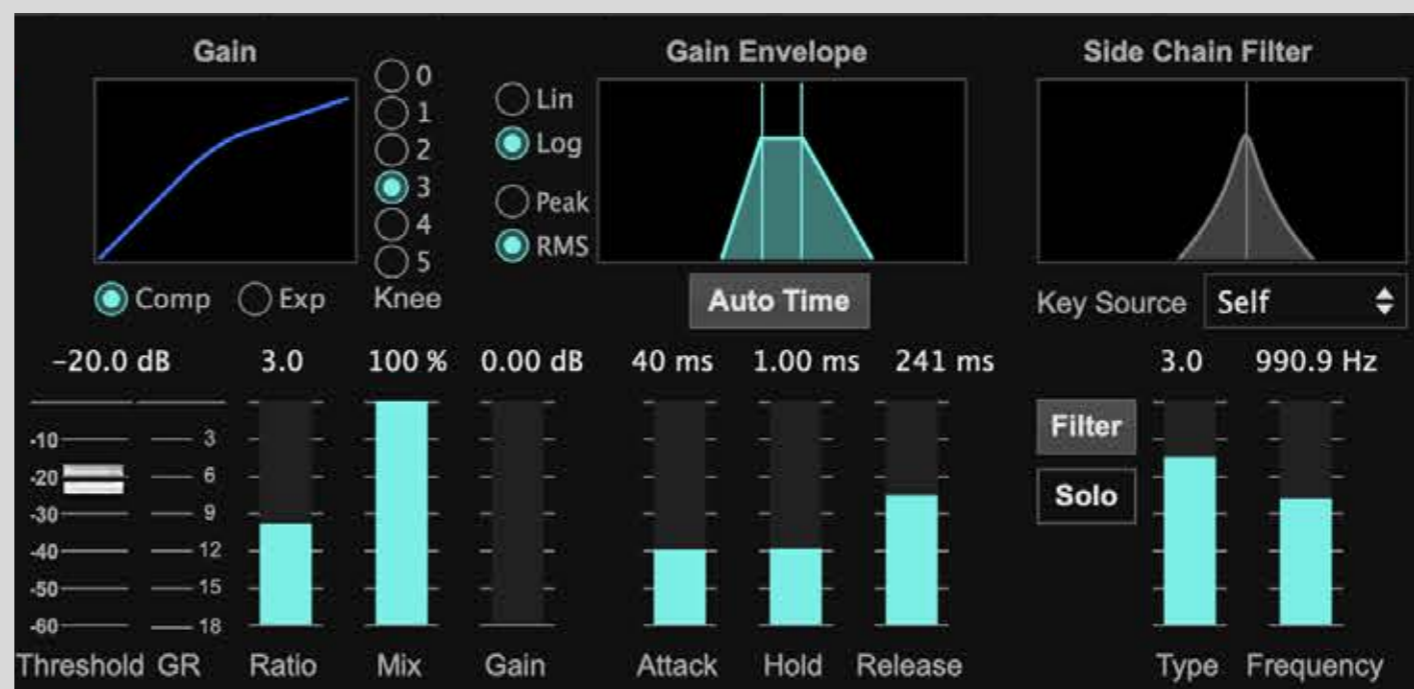 Gain
0
1
2
3
4
5
Knee
Comp
Exp
Gain Envelope
Lin
Log
Peak
RMS
Auto Time
Side Chain Filter
Key Source
Self
-20.0 dB 3.0 100 % 0.00 dB 40 ms 1.00 ms 241 ms 3.0 990.9 Hz
-10 3
-20 6
-30 9
-40 12
-50 15
-60 18
Filter
Solo
Threshold GR Ratio Mix Gain Attack Hold Release Type Frequency